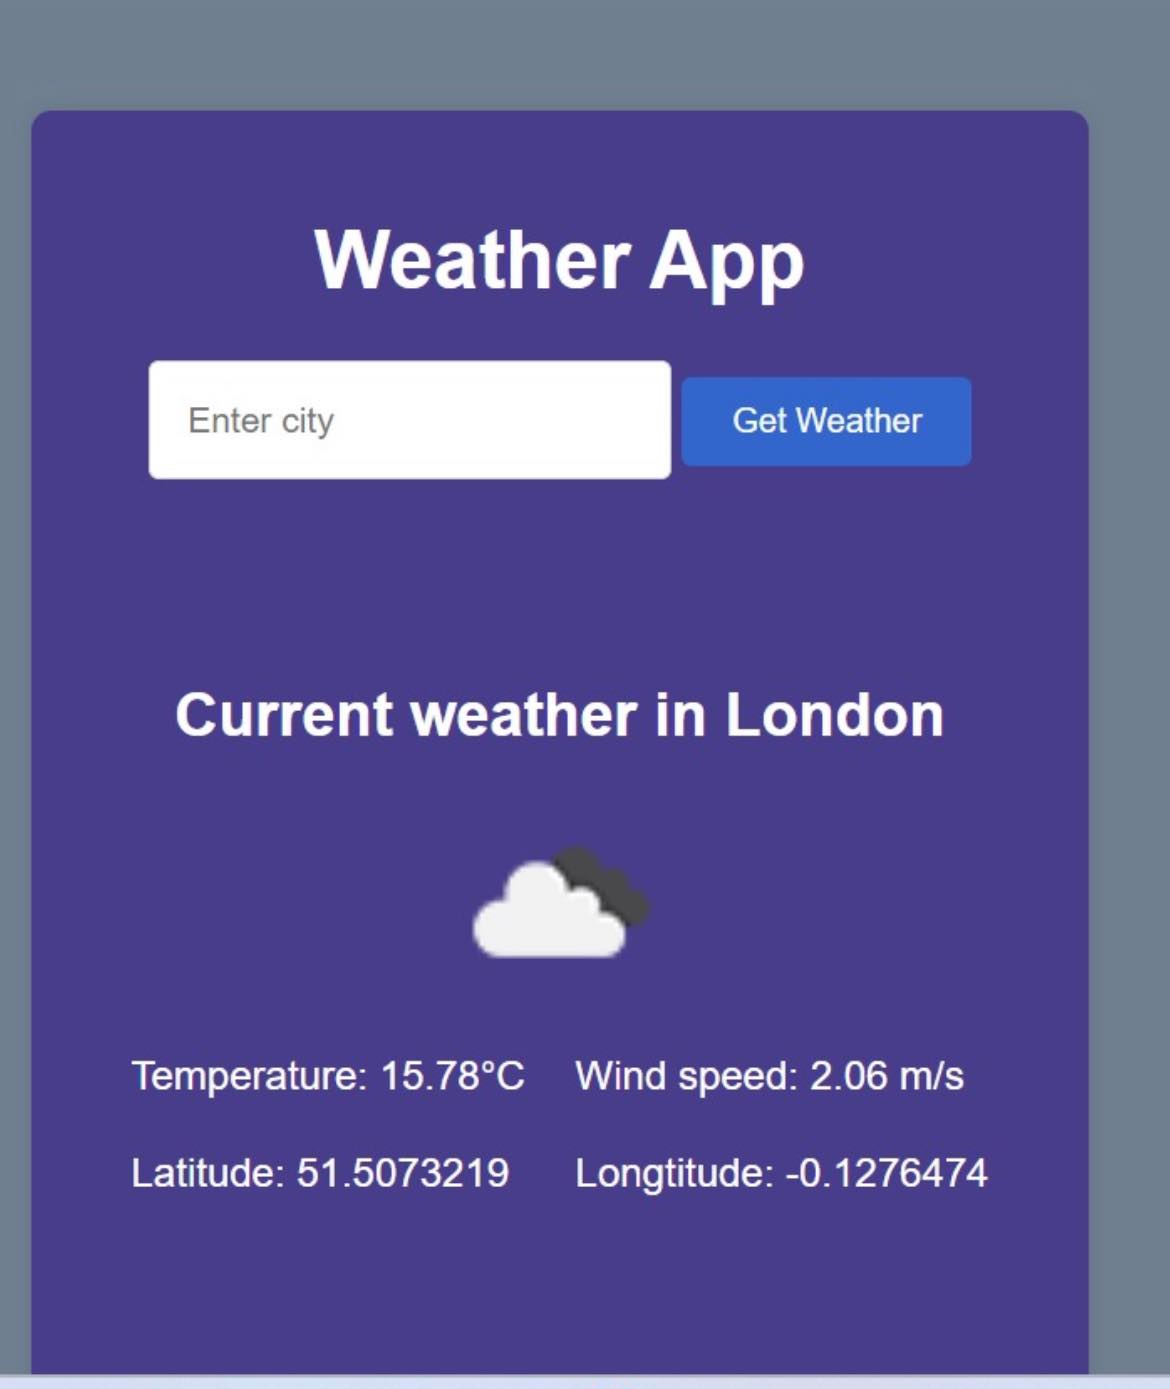 Weather App
Enter city
Get Weather
Current weather in London
Temperature: 15.78°C
Wind speed: 2.06 m/s
Latitude: 51.5073219
Longtitude: -0.1276474